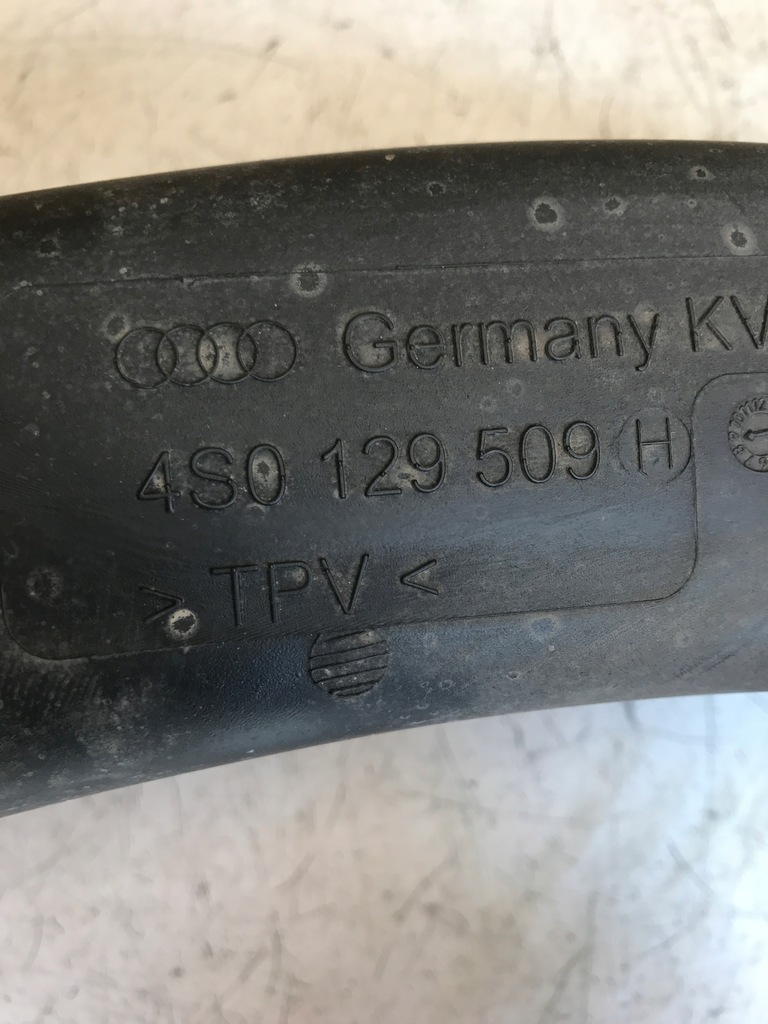 Germany KV
4S0 129 509 H
> TPV <